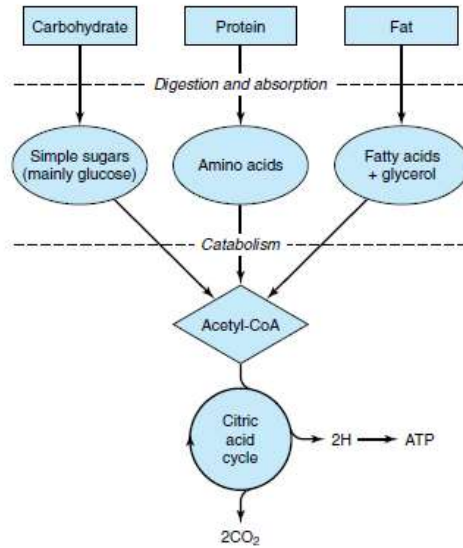 Carbohydrate
Protein
Fat
Digestion and absorption
Simple sugars
(mainly glucose)
Amino acids
Fatty acids
+ glycerol
Catabolism
Acetyl-CoA
Citric
acid
cycle
2H
ATP
2CO₂